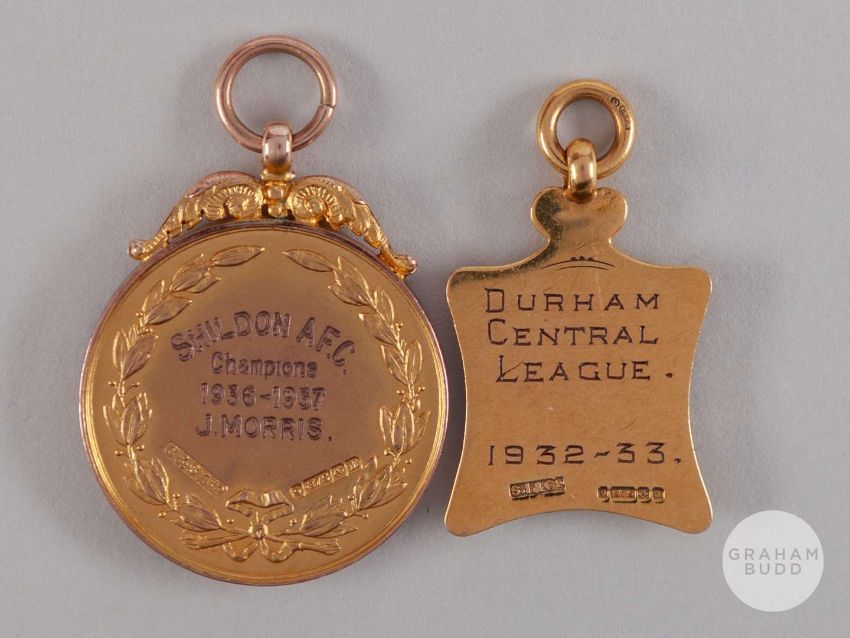 SHILDON A.F.C.
Champions
1936-1937
J. MORRIS.
DURHAM
CENTRAL
LEAGUE.
1932-33.
GRAHAM
BUDD